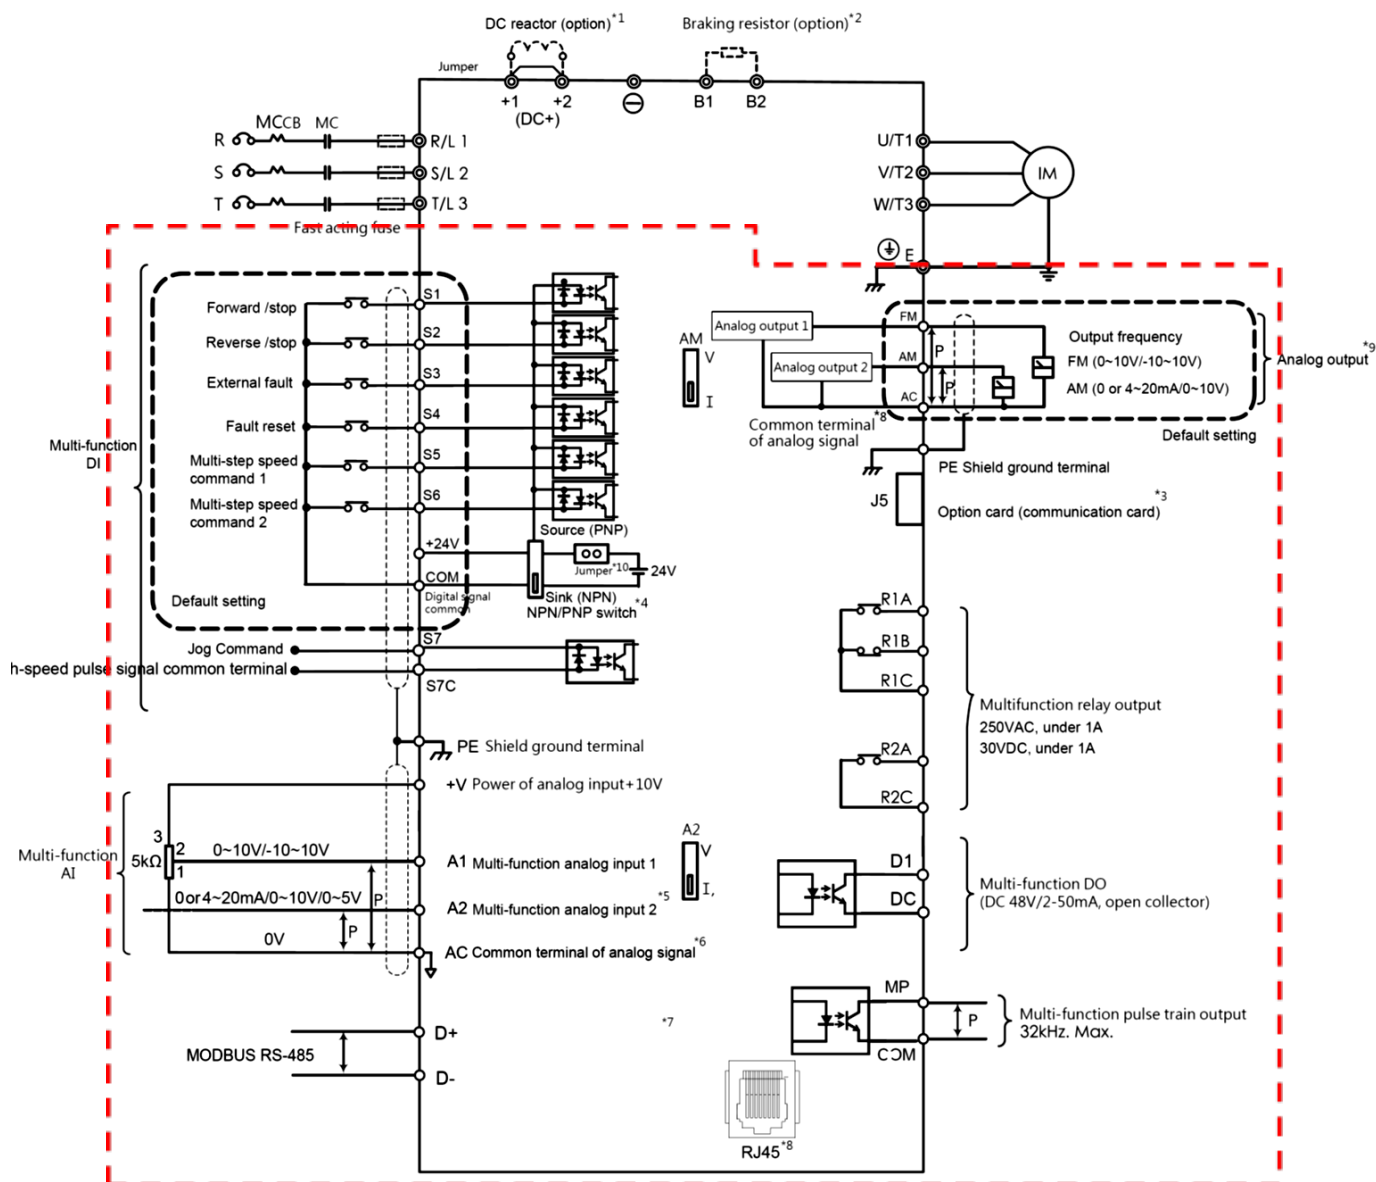 DC reactor (option)*1
Braking resistor (option)*2
Jumper
+1
+2
B1
B2
(DC+)
MCCB
MC
R
R/L 1
S
S/L 2
T
T/L 3
Fast acting fuse
U/T1
V/T2
W/T3
IM
E
Forward /stop
S1
Reverse /stop
S2
External fault
S3
Fault reset
S4
Multi-step speed
command 1
S5
Multi-step speed
command 2
S6
Multi-function
DI
Source (PNP)
+24V
Jumper*10
24V
COM
Digital signal
common
Sink (NPN)
NPN/PNP switch*4
Default setting
Jog Command
S7
h-speed pulse signal common terminal
S7C
PE Shield ground terminal
+V Power of analog input+10V
Multi-function
AI
3
2
1
5kΩ
0~10V/-10~10V
A1 Multi-function analog input 1
0or4~20mA/0~10V/0~5V
P
A2 Multi-function analog input 2*5
P
0V
AC Common terminal of analog signal*6
A2
V
I,
MODBUS RS-485
D+
D-
*7
Analog output 1
FM
AM
V
I
Analog output 2
AM
P
P
AC
Common terminal*8
of analog signal
Output frequency
FM (0~10V/-10~10V)
AM (0 or 4~20mA/0~10V)
Analog output*9
Default setting
PE Shield ground terminal
J5
Option card (communication card)*3
R1A
R1B
R1C
Multifunction relay output
250VAC, under 1A
30VDC, under 1A
R2A
R2C
D1
DC
Multi-function DO
(DC 48V/2-50mA, open collector)
MP
P
COM
Multi-function pulse train output
32kHz. Max.
RJ45*8